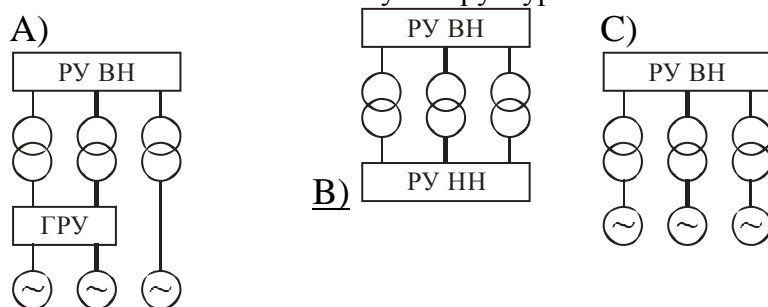 A)
РУ ВН
ГРУ
~ ~ ~
B)
РУ ВН
РУ НН
C)
РУ ВН
~ ~ ~